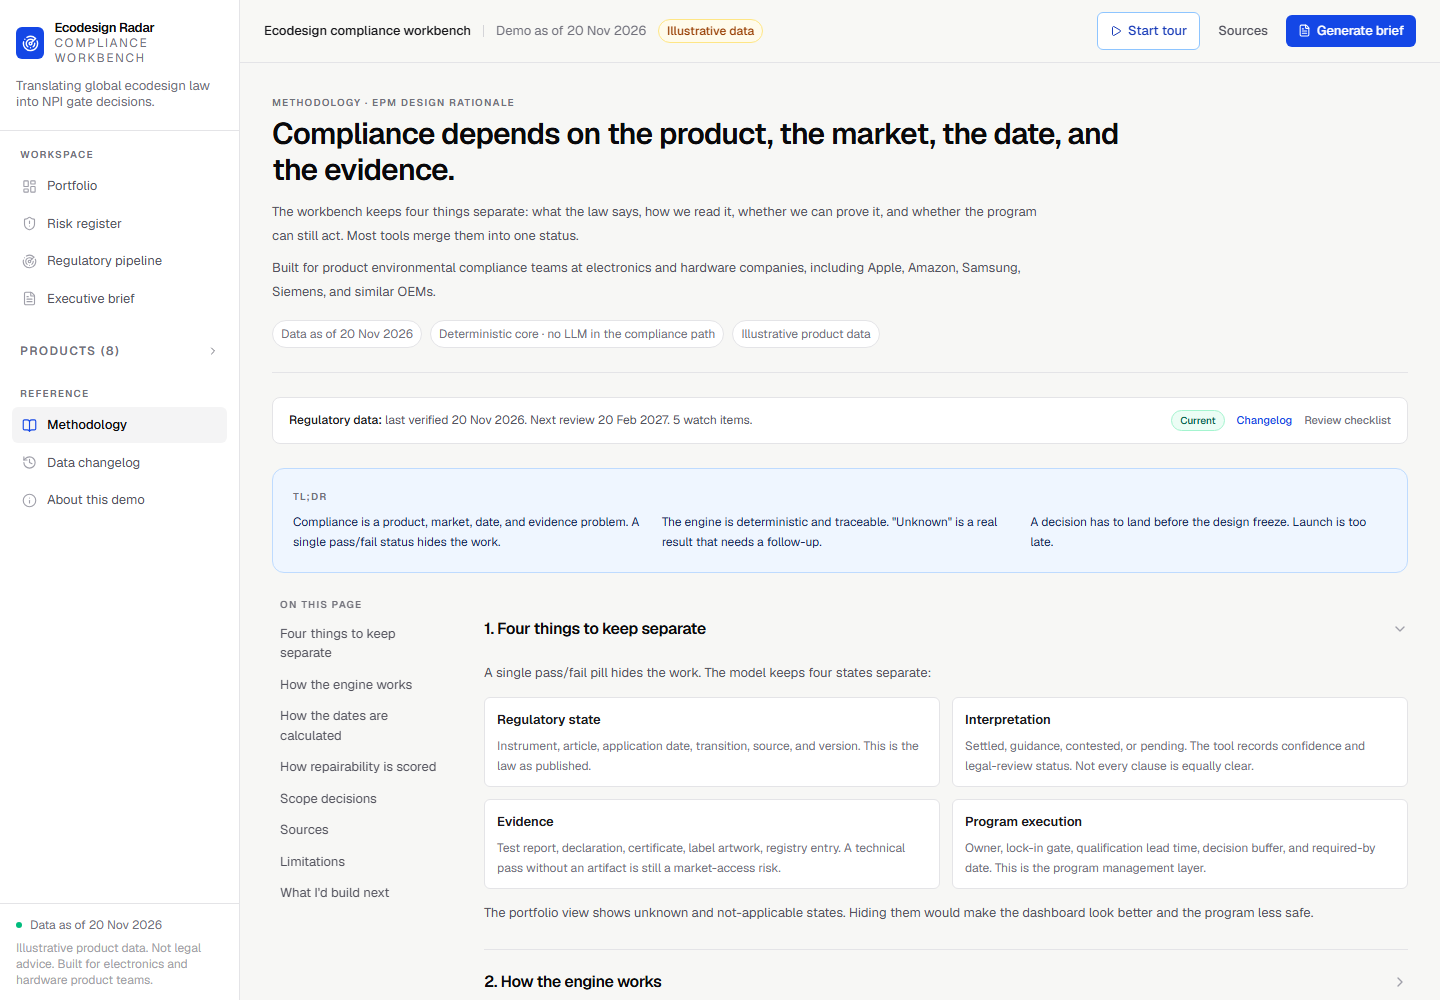 Ecodesign Radar
COMPLIANCE
WORKBENCH
Translating global ecodesign law
into NPI gate decisions.
WORKSPACE
Portfolio
Risk register
Regulatory pipeline
Executive brief
PRODUCTS (8)
REFERENCE
Methodology
Data changelog
About this demo
Data as of 20 Nov 2026
Illustrative product data. Not legal
advice. Built for electronics and
hardware product teams.
Ecodesign compliance workbench
Demo as of 20 Nov 2026
Illustrative data
Start tour
Sources
Generate brief
METHODOLOGY · EPM DESIGN RATIONALE
Compliance depends on the product, the market, the date, and
the evidence.
The workbench keeps four things separate: what the law says, how we read it, whether we can prove it, and whether the program
can still act. Most tools merge them into one status.
Built for product environmental compliance teams at electronics and hardware companies, including Apple, Amazon, Samsung,
Siemens, and similar OEMs.
Data as of 20 Nov 2026
Deterministic core · no LLM in the compliance path
Illustrative product data
Regulatory data: last verified 20 Nov 2026. Next review 20 Feb 2027. 5 watch items.
Current
Changelog
Review checklist
TL;DR
Compliance is a product, market, date, and evidence problem. A
single pass/fail status hides the work.
The engine is deterministic and traceable. "Unknown" is a real
result that needs a follow-up.
A decision has to land before the design freeze. Launch is too
late.
ON THIS PAGE
Four things to keep
separate
How the engine works
How the dates are
calculated
How repairability is scored
Scope decisions
Sources
Limitations
What I'd build next
1. Four things to keep separate
A single pass/fail pill hides the work. The model keeps four states separate:
Regulatory state
Instrument, article, application date, transition, source, and version. This is the
law as published.
Interpretation
Settled, guidance, contested, or pending. The tool records confidence and
legal-review status. Not every clause is equally clear.
Evidence
Test report, declaration, certificate, label artwork, registry entry. A technical
pass without an artifact is still a market-access risk.
Program execution
Owner, lock-in gate, qualification lead time, decision buffer, and required-by
date. This is the program management layer.
The portfolio view shows unknown and not-applicable states. Hiding them would make the dashboard look better and the program less safe.
2. How the engine works